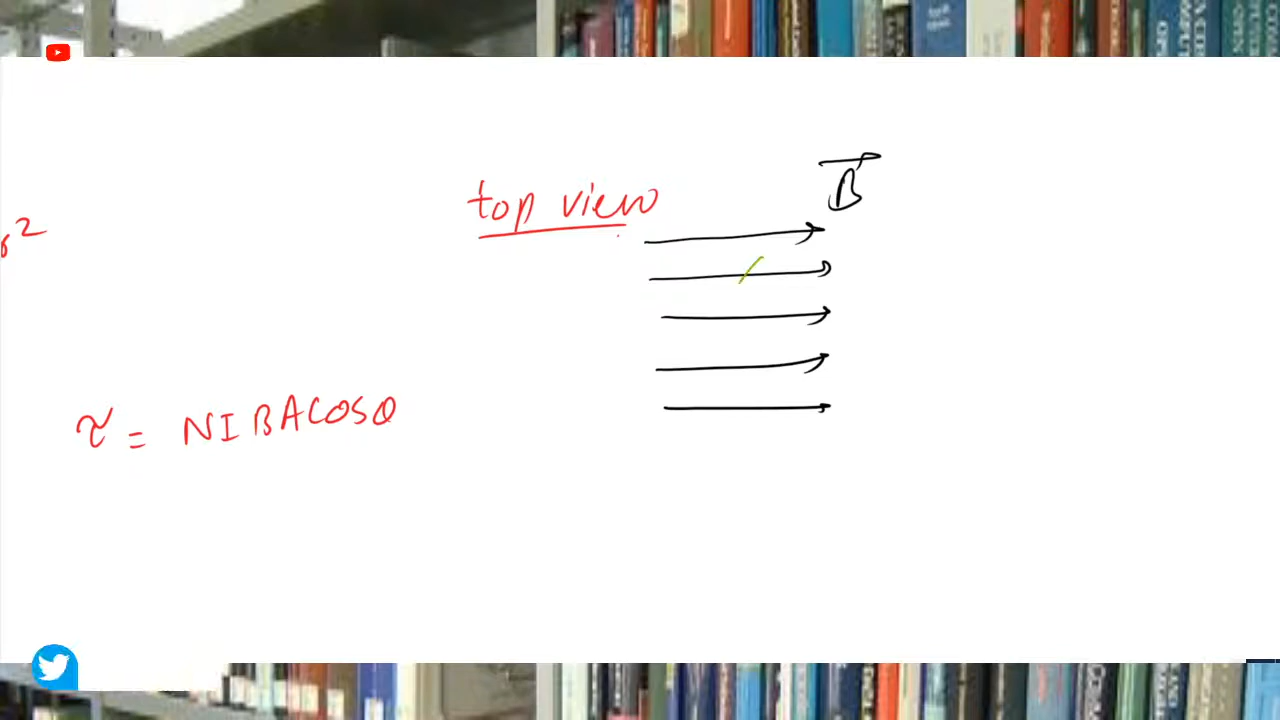 top view
B
τ = NIBACOSθ